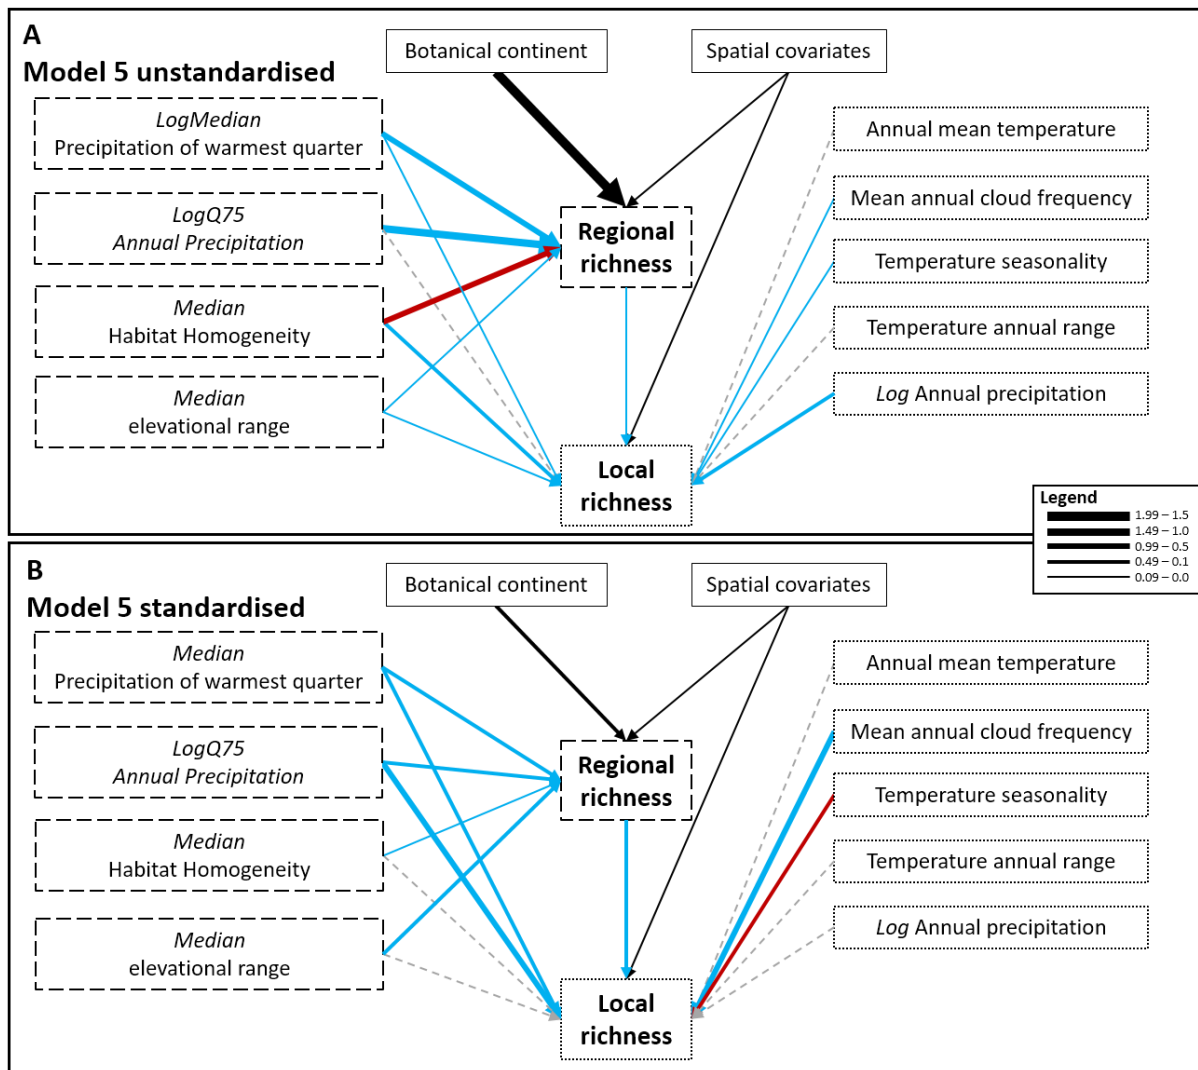 A
Model 5 unstandardised
Botanical continent
Spatial covariates
LogMedian
Precipitation of warmest quarter
LogQ75
Annual Precipitation
Median
Habitat Homogeneity
Median
elevational range
Regional
richness
Local
richness
Annual mean temperature
Mean annual cloud frequency
Temperature seasonality
Temperature annual range
Log Annual precipitation
Legend
1.99 – 1.5
1.49 – 1.0
0.99 – 0.5
0.49 – 0.1
0.09 – 0.0
B
Model 5 standardised
Botanical continent
Spatial covariates
Median
Precipitation of warmest quarter
LogQ75
Annual Precipitation
Median
Habitat Homogeneity
Median
elevational range
Regional
richness
Local
richness
Annual mean temperature
Mean annual cloud frequency
Temperature seasonality
Temperature annual range
Log Annual precipitation